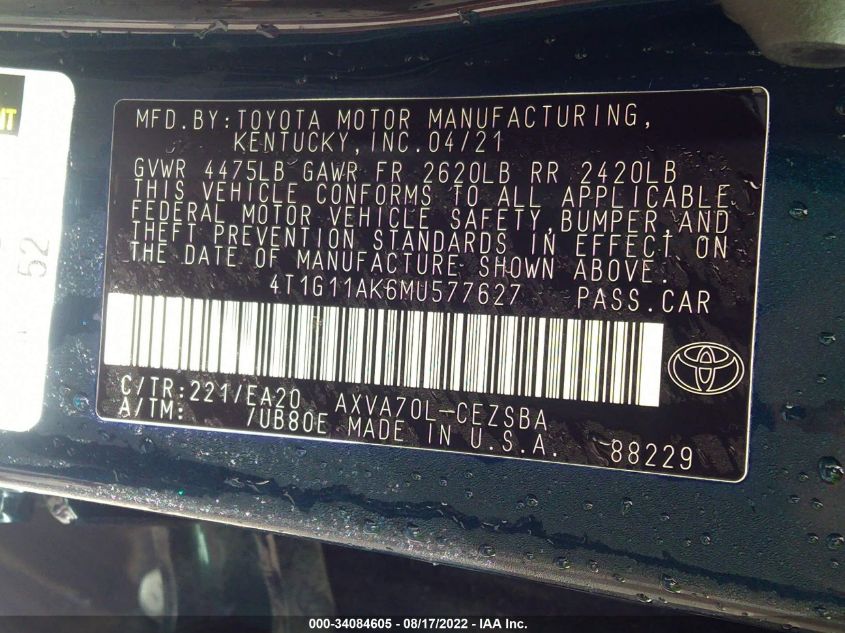 MFD.BY:TOYOTA MOTOR MANUFACTURING,
KENTUCKY, INC.04/21
GVWR 4475LB GAWR FR 2620LB RR 2420LB
THIS VEHICLE CONFORMS TO ALL APPLICABLE
FEDERAL MOTOR VEHICLE SAFETY, BUMPER, AND
THEFT PREVENTION STANDARDS IN EFFECT ON
THE DATE OF MANUFACTURE SHOWN ABOVE.
4T1G11AK6MU577627 PASS.CAR
C/TR:221/EA20 AXVA70L-CEZSBA
A/TM: /UB80E MADE IN U.S.A. 88229
52
000-34084605 - 08/17/2022 - IAA Inc.